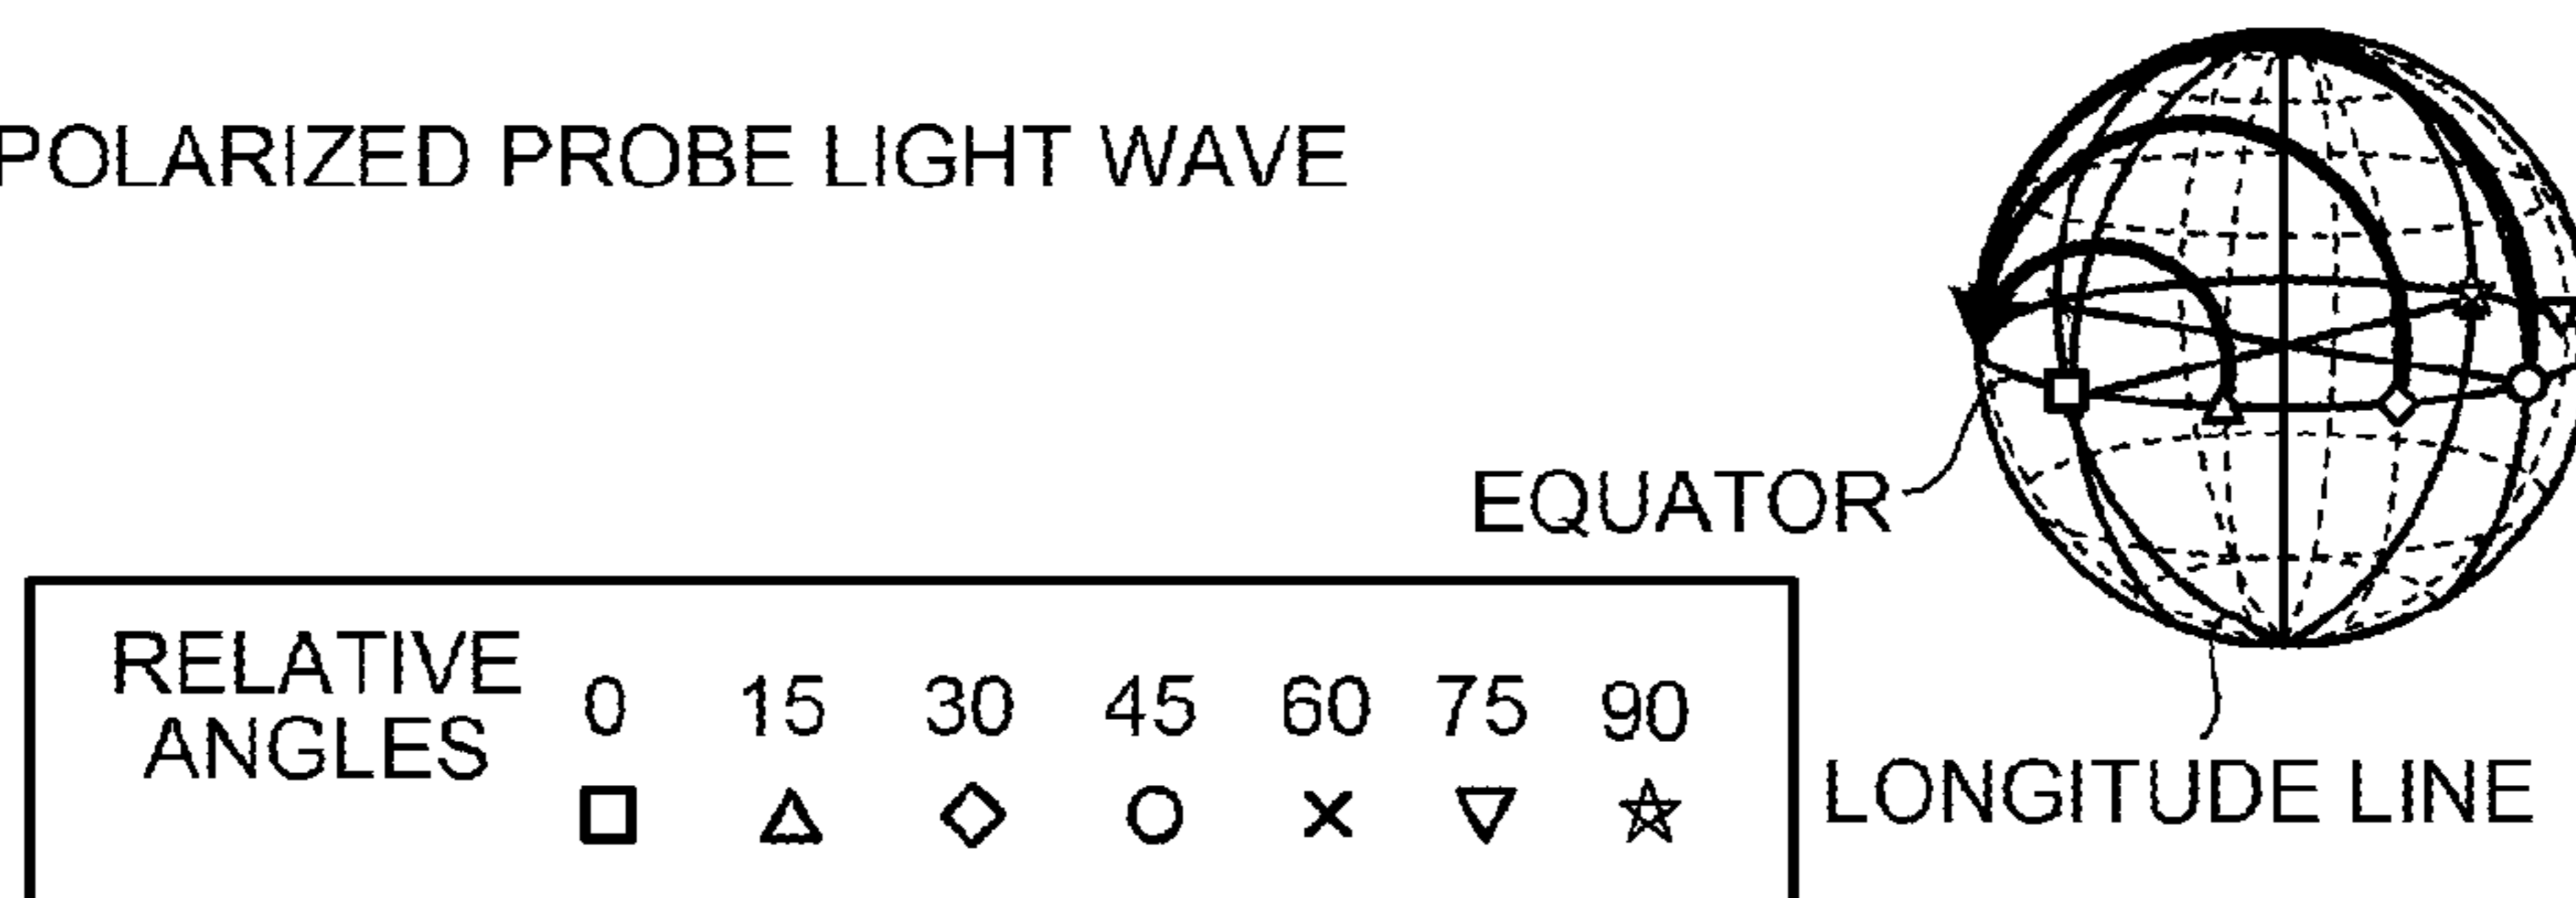 POLARIZED PROBE LIGHT WAVE
EQUATOR
RELATIVE ANGLES 0 15 30 45 60 75 90
LONGITUDE LINE